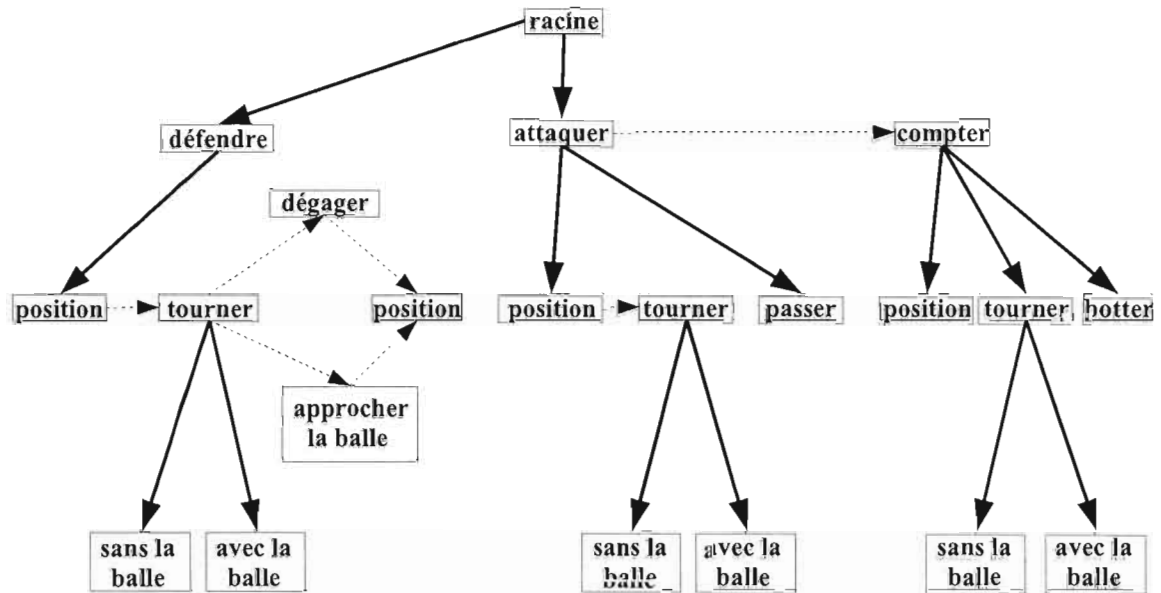 racine
défendre
attaquer
compter
dégager
position
tourner
position
position
tourner
passer
position
tourner
botter
approcher
la balle
sans la
balle
avec la
balle
sans la
balle
avec la
balle
sans la
balle
avec la
balle